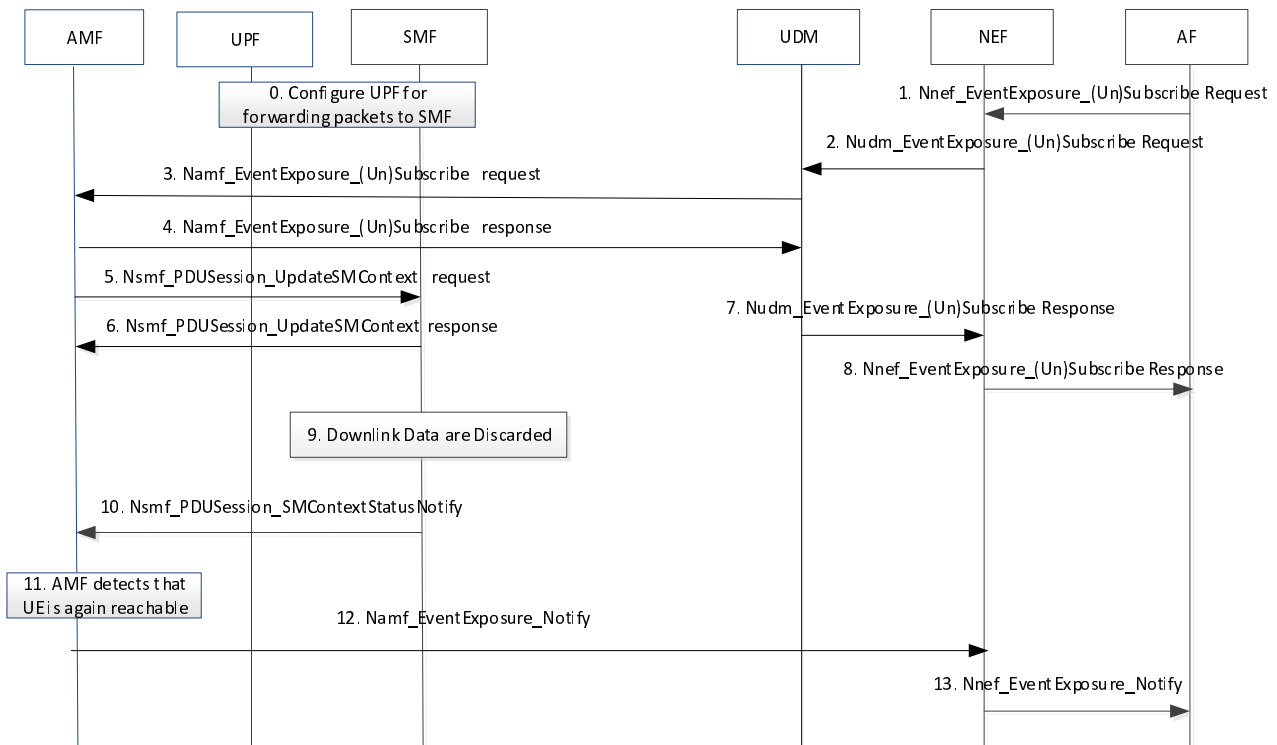 AMF
UPF
SMF
UDM
NEF
AF
0. Configure UPF for
forwarding packets to SMF
1. Nnef_EventExposure_(Un)Subscribe Request
2. Nudm_EventExposure_(Un)Subscribe Request
3. Namf_EventExposure_(Un)Subscribe request
4. Namf_EventExposure_(Un)Subscribe response
5. Nsmf_PDUSession_UpdateSMContext request
6. Nsmf_PDUSession_UpdateSMContext response
7. Nudm_EventExposure_(Un)Subscribe Response
8. Nnef_EventExposure_(Un)Subscribe Response
9. Downlink Data are Discarded
10. Nsmf_PDUSession_SMContextStatusNotify
11. AMF detects that
UE is again reachable
12. Namf_EventExposure_Notify
13. Nnef_EventExposure_Notify